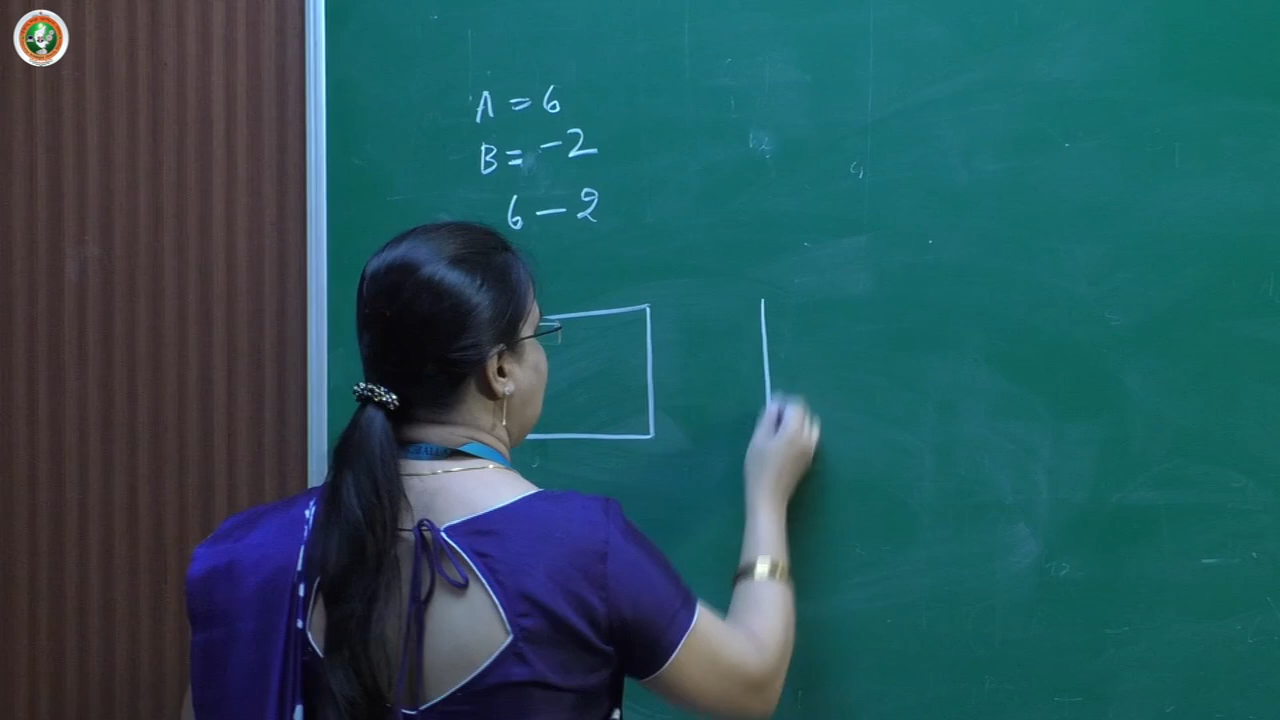 A = 6
B = -2
6 - 2